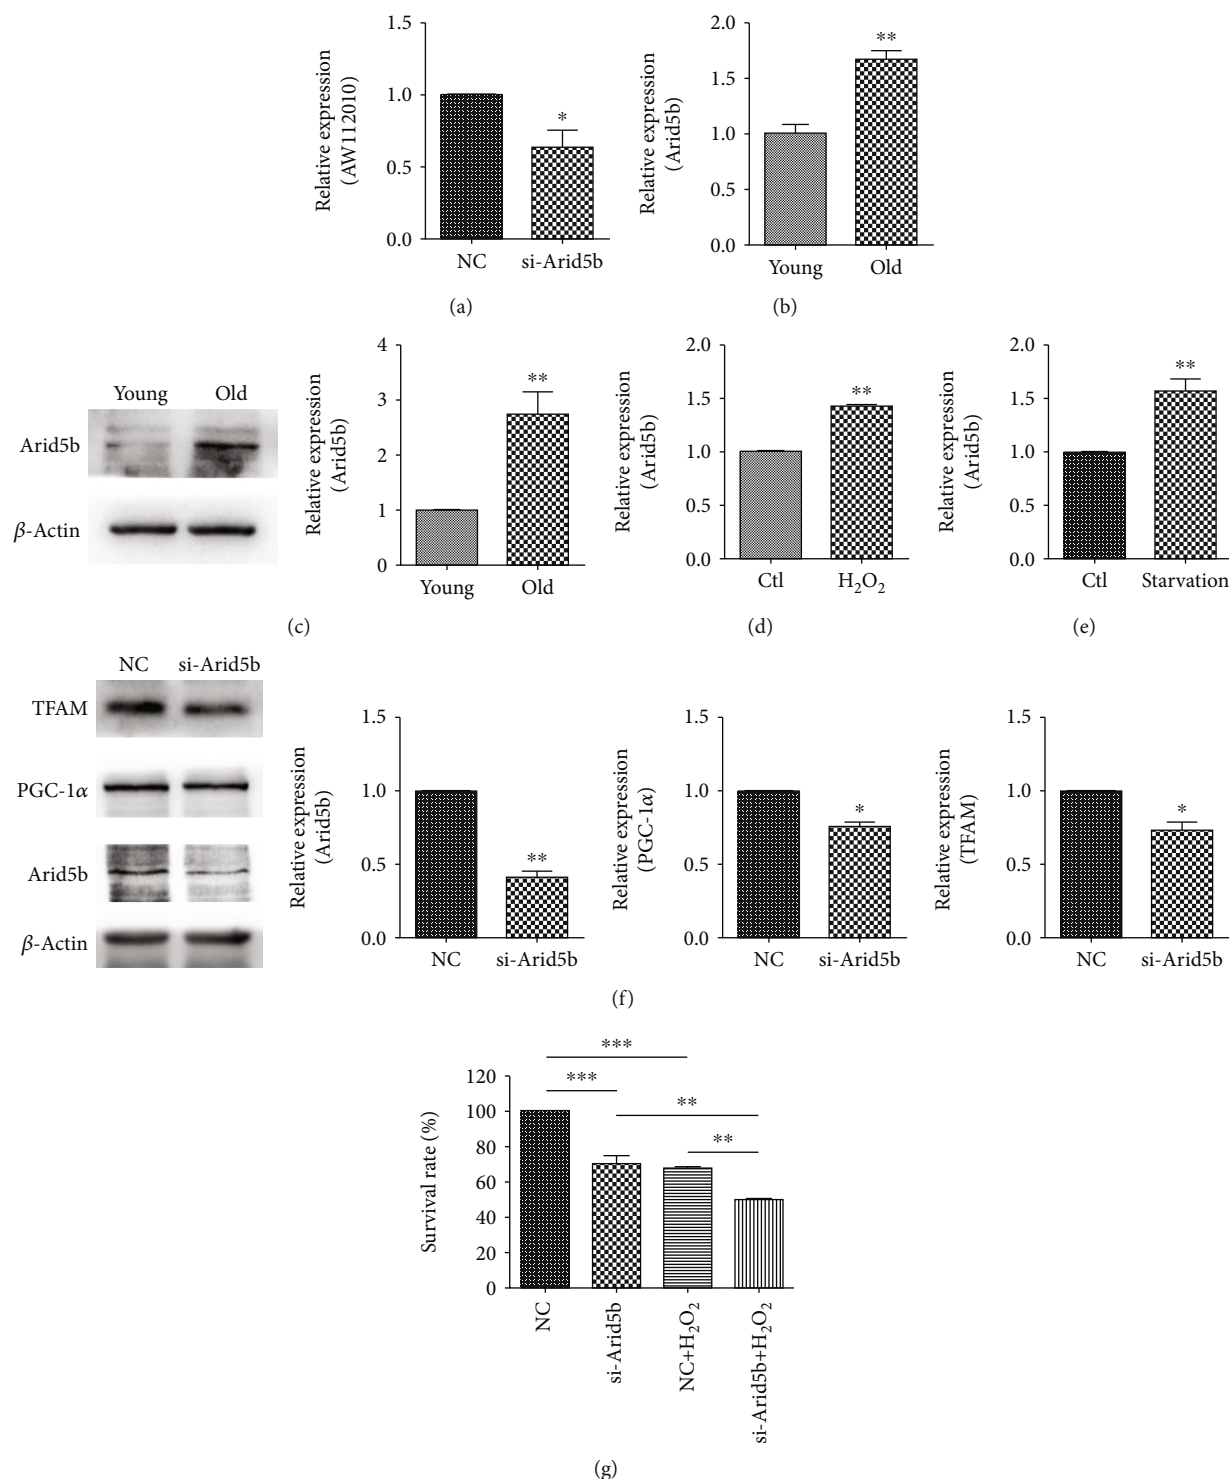 1.5
1.0
0.5
0.0
Relative expression
(AW112010)
*
NC
si-Arid5b
(a)
2.0
1.5
1.0
0.5
0.0
Relative expression
(Arid5b)
**
Young
Old
(b)
Young
Old
Arid5b
β-Actin
4
3
2
1
0
Relative expression
(Arid5b)
**
Young
Old
(c)
2.0
1.5
1.0
0.5
0.0
Relative expression
(Arid5b)
**
Ctl
H₂O₂
(d)
2.0
1.5
1.0
0.5
0.0
Relative expression
(Arid5b)
**
Ctl
Starvation
(e)
NC
si-Arid5b
TFAM
PGC-1α
Arid5b
β-Actin
1.5
1.0
0.5
0.0
Relative expression
(Arid5b)
**
NC
si-Arid5b
1.5
1.0
0.5
0.0
Relative expression
(PGC-1α)
*
NC
si-Arid5b
1.5
1.0
0.5
0.0
Relative expression
(TFAM)
*
NC
si-Arid5b
(f)
***
***
**
**
120
100
80
60
40
20
0
Survival rate (%)
NC
si-Arid5b
NC+H₂O₂
si-Arid5b+H₂O₂
(g)